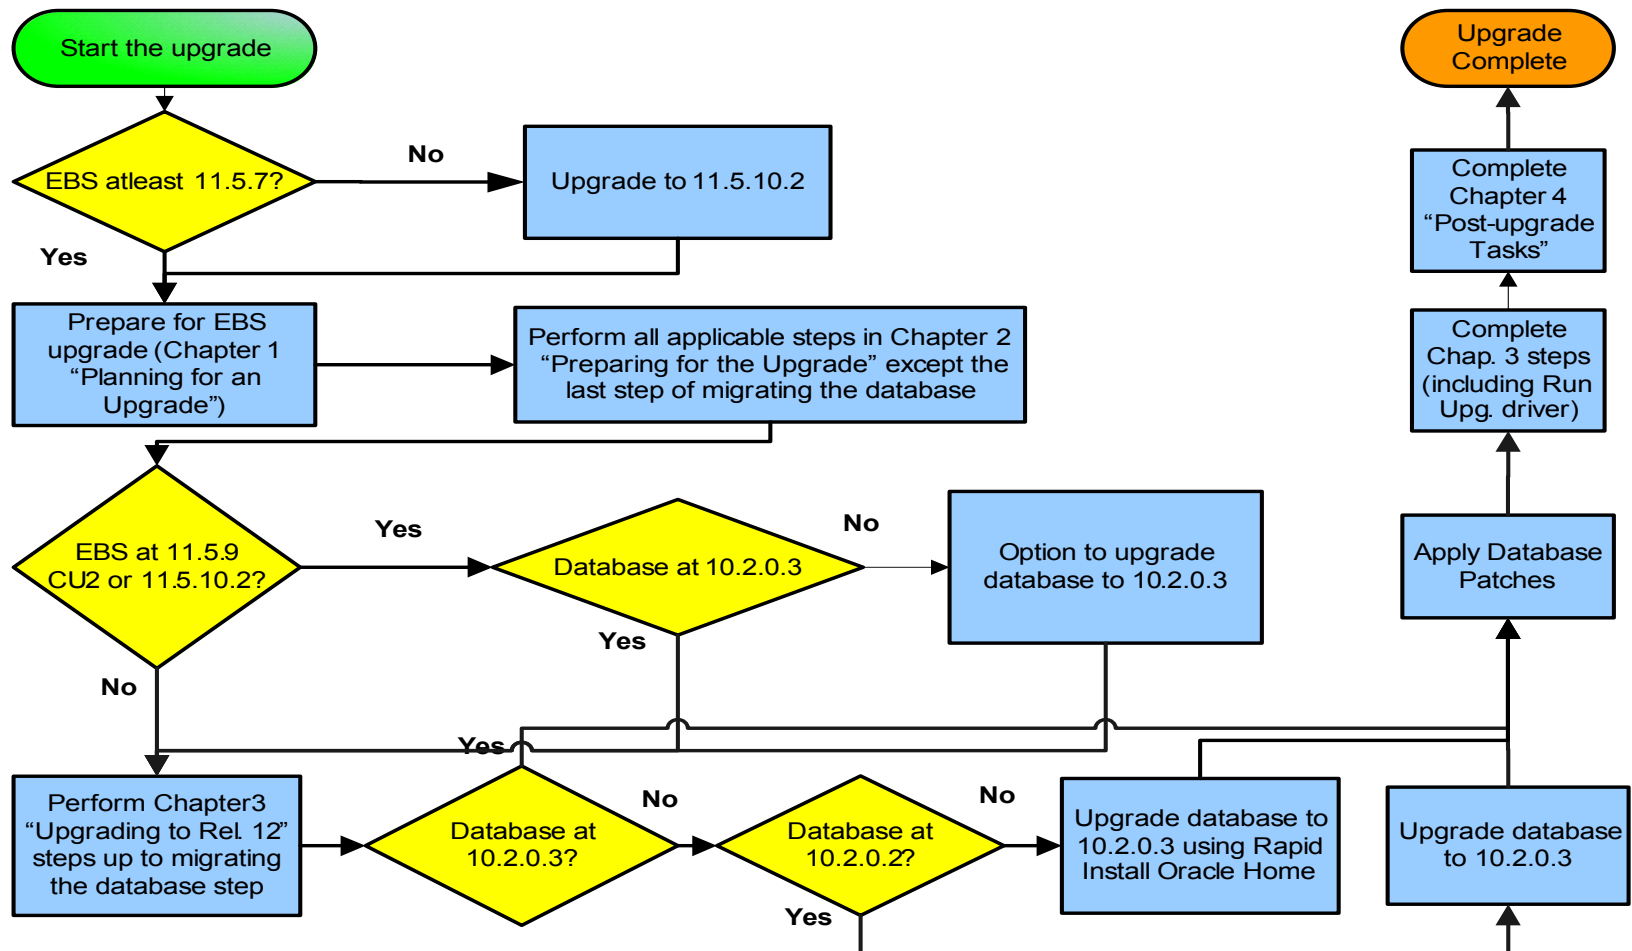 Start the upgrade
Upgrade
Complete
EBS atleast 11.5.7?
No
Upgrade to 11.5.10.2
Yes
Complete
Chapter 4
“Post-upgrade
Tasks”
Prepare for EBS
upgrade (Chapter 1
“Planning for an
Upgrade”)
Perform all applicable steps in Chapter 2
“Preparing for the Upgrade” except the
last step of migrating the database
Complete
Chap. 3 steps
(including Run
Upg. driver)
EBS at 11.5.9
CU2 or 11.5.10.2?
Yes
Database at 10.2.0.3
No
Option to upgrade
database to 10.2.0.3
Apply Database
Patches
Yes
No
Yes
Perform Chapter3
“Upgrading to Rel. 12”
steps up to migrating
the database step
Database at
10.2.0.3?
No
Database at
10.2.0.2?
No
Upgrade database to
10.2.0.3 using Rapid
Install Oracle Home
Upgrade database
to 10.2.0.3
Yes